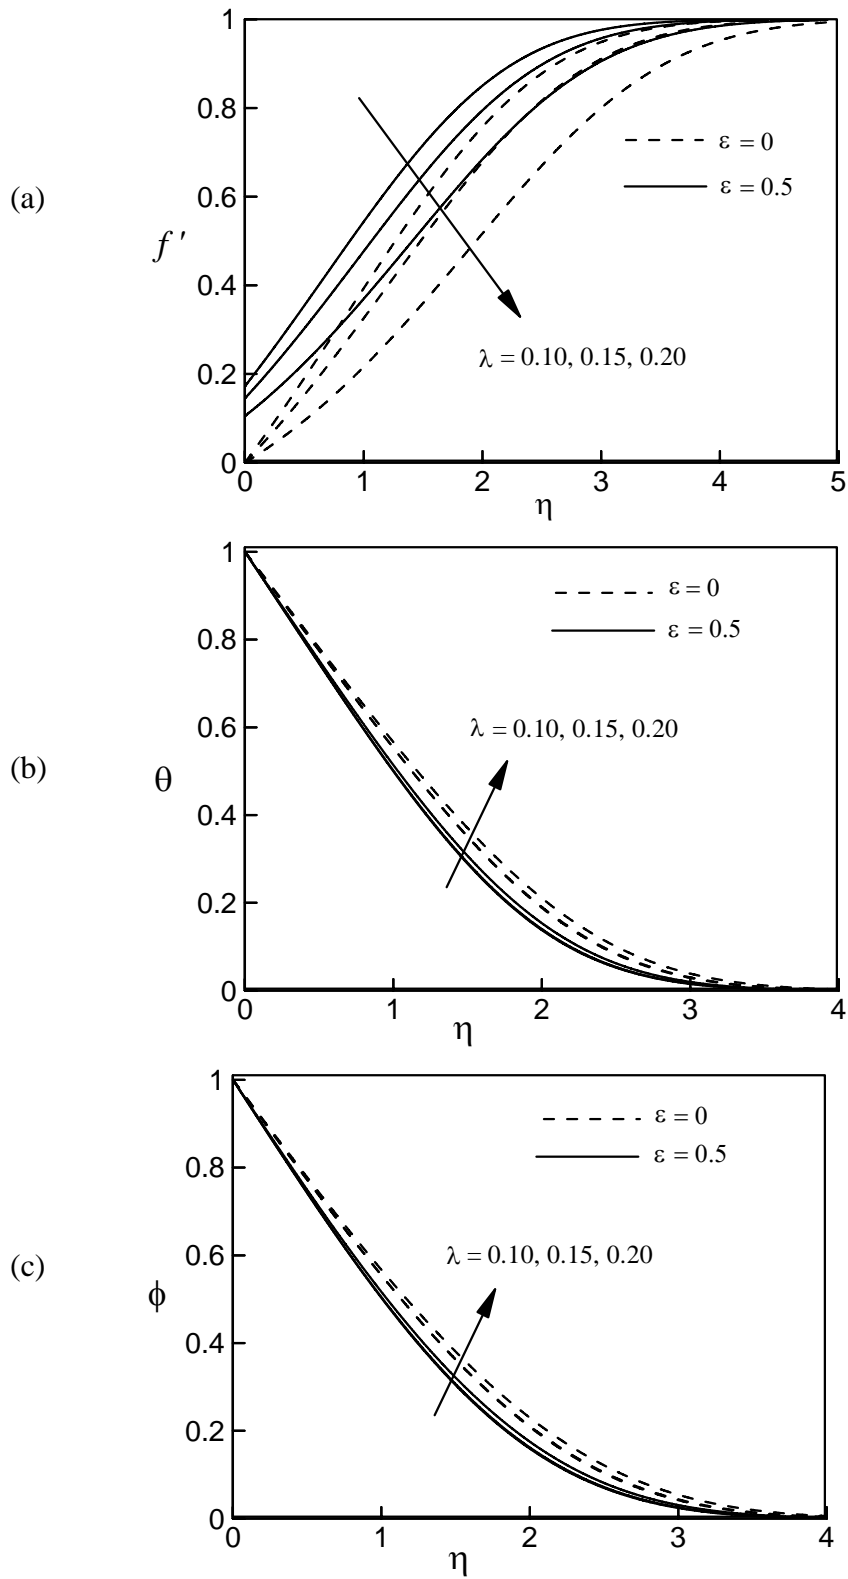 (a)
f '
1
0.8
0.6
0.4
0.2
0
0 1 2 3 4 5
η
ε = 0
ε = 0.5
λ = 0.10, 0.15, 0.20
(b)
θ
1
0.8
0.6
0.4
0.2
0
0 1 2 3 4
η
ε = 0
ε = 0.5
λ = 0.10, 0.15, 0.20
(c)
ϕ
1
0.8
0.6
0.4
0.2
0
0 1 2 3 4
η
ε = 0
ε = 0.5
λ = 0.10, 0.15, 0.20